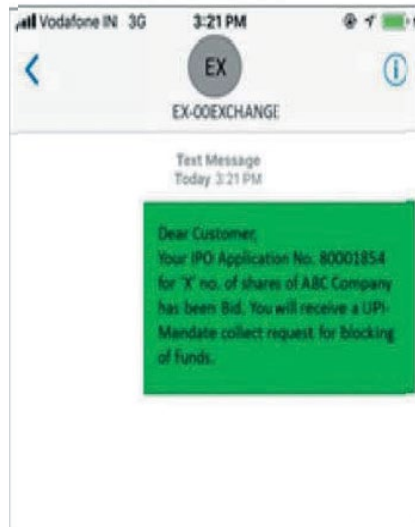 Vodafone IN 3G 3:21 PM
EX
EX-00EXCHANGE
Text Message
Today 3:21 PM
Dear Customer,
Your IPO Application No. 80001854
for 'X' no. of shares of ABC Company
has been Bid. You will receive a UPI-
Mandate collect request for blocking
of funds.